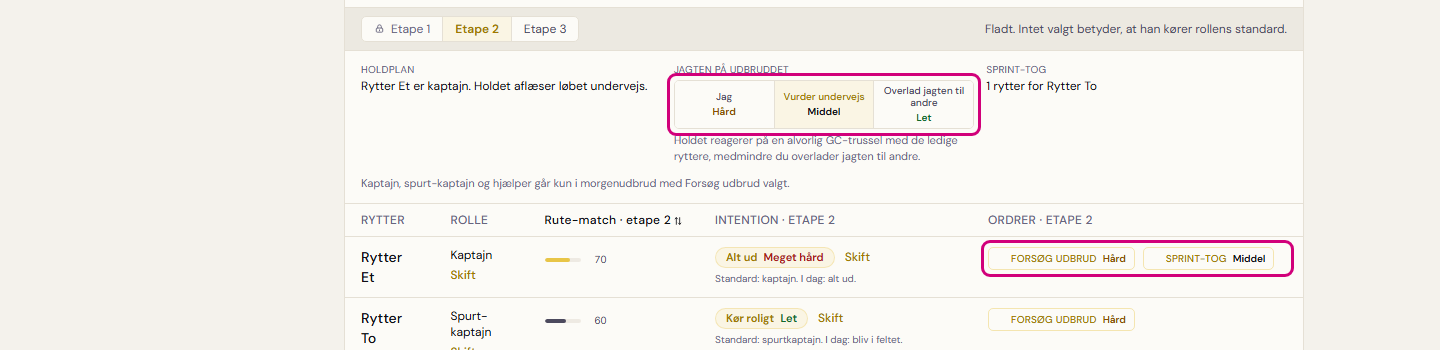 Etape 1 Etape 2 Etape 3 Fladt. Intet valgt betyder, at han kører rollens standard.
HOLDPLAN
Rytter Et er kaptajn. Holdet aflæser løbet undervejs.
JAGTEN PÅ UDBRUDDET
Jag
Hård
Vurder undervejs
Middel
Overlad jagten til
andre
Let
Holdet reagerer på en alvorlig GC-trussel med de ledige
ryttere, medmindre du overlader jagten til andre.
SPRINT-TOG
1 rytter for Rytter To
Kaptajn, spurt-kaptajn og hjælper går kun i morgenudbrud med Forsøg udbrud valgt.
RYTTER ROLLE Rute-match · etape 2 ⇅ INTENTION · ETAPE 2 ORDRER · ETAPE 2
Rytter
Et
Kaptajn
Skift
70
Alt ud Meget hård Skift
Standard: kaptajn. I dag: alt ud.
FORSØG UDBRUD Hård SPRINT-TOG Middel
Rytter
To
Spurt-
kaptajn
60
Kør roligt Let Skift
Standard: spurtkaptajn. I dag: bliv i feltet.
FORSØG UDBRUD Hård